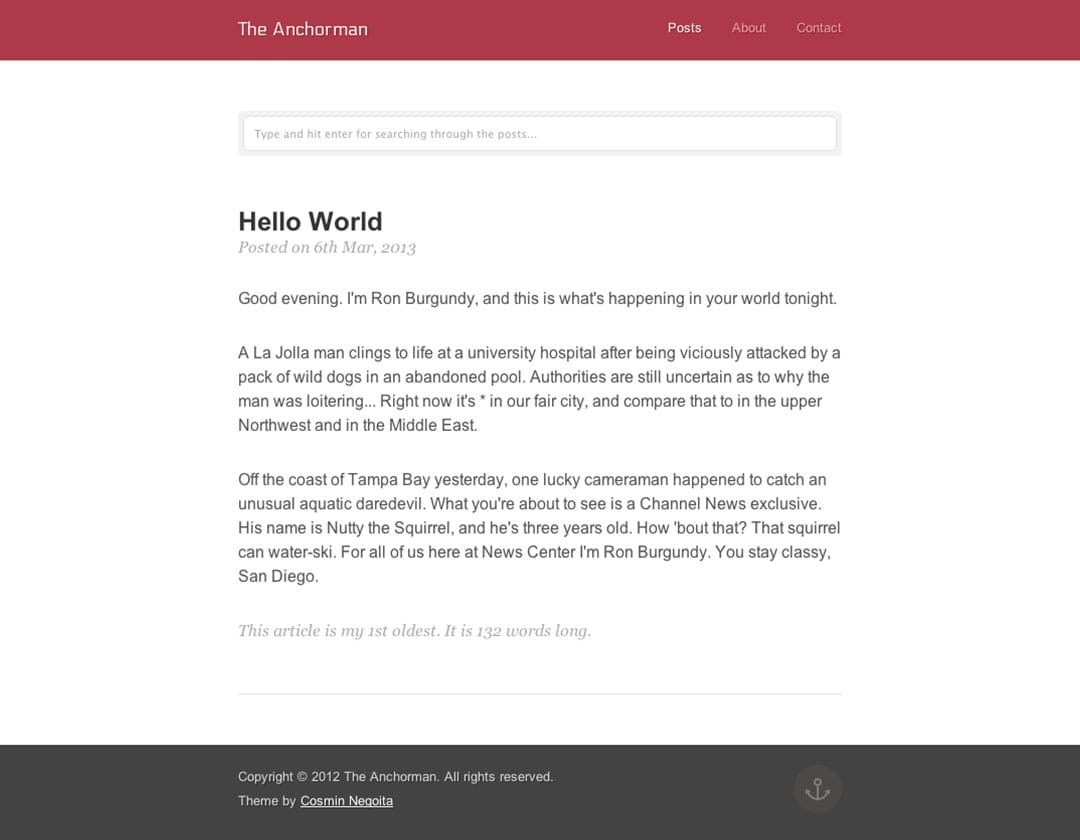 The Anchorman
Posts About Contact
Type and hit enter for searching through the posts...
Hello World
Posted on 6th Mar, 2013
Good evening. I'm Ron Burgundy, and this is what's happening in your world tonight.
A La Jolla man clings to life at a university hospital after being viciously attacked by a
pack of wild dogs in an abandoned pool. Authorities are still uncertain as to why the
man was loitering... Right now it's * in our fair city, and compare that to in the upper
Northwest and in the Middle East.
Off the coast of Tampa Bay yesterday, one lucky cameraman happened to catch an
unusual aquatic daredevil. What you're about to see is a Channel News exclusive.
His name is Nutty the Squirrel, and he's three years old. How 'bout that? That squirrel
can water-ski. For all of us here at News Center I'm Ron Burgundy. You stay classy,
San Diego.
This article is my 1st oldest. It is 132 words long.
Copyright © 2012 The Anchorman. All rights reserved.
Theme by Cosmin Negoita